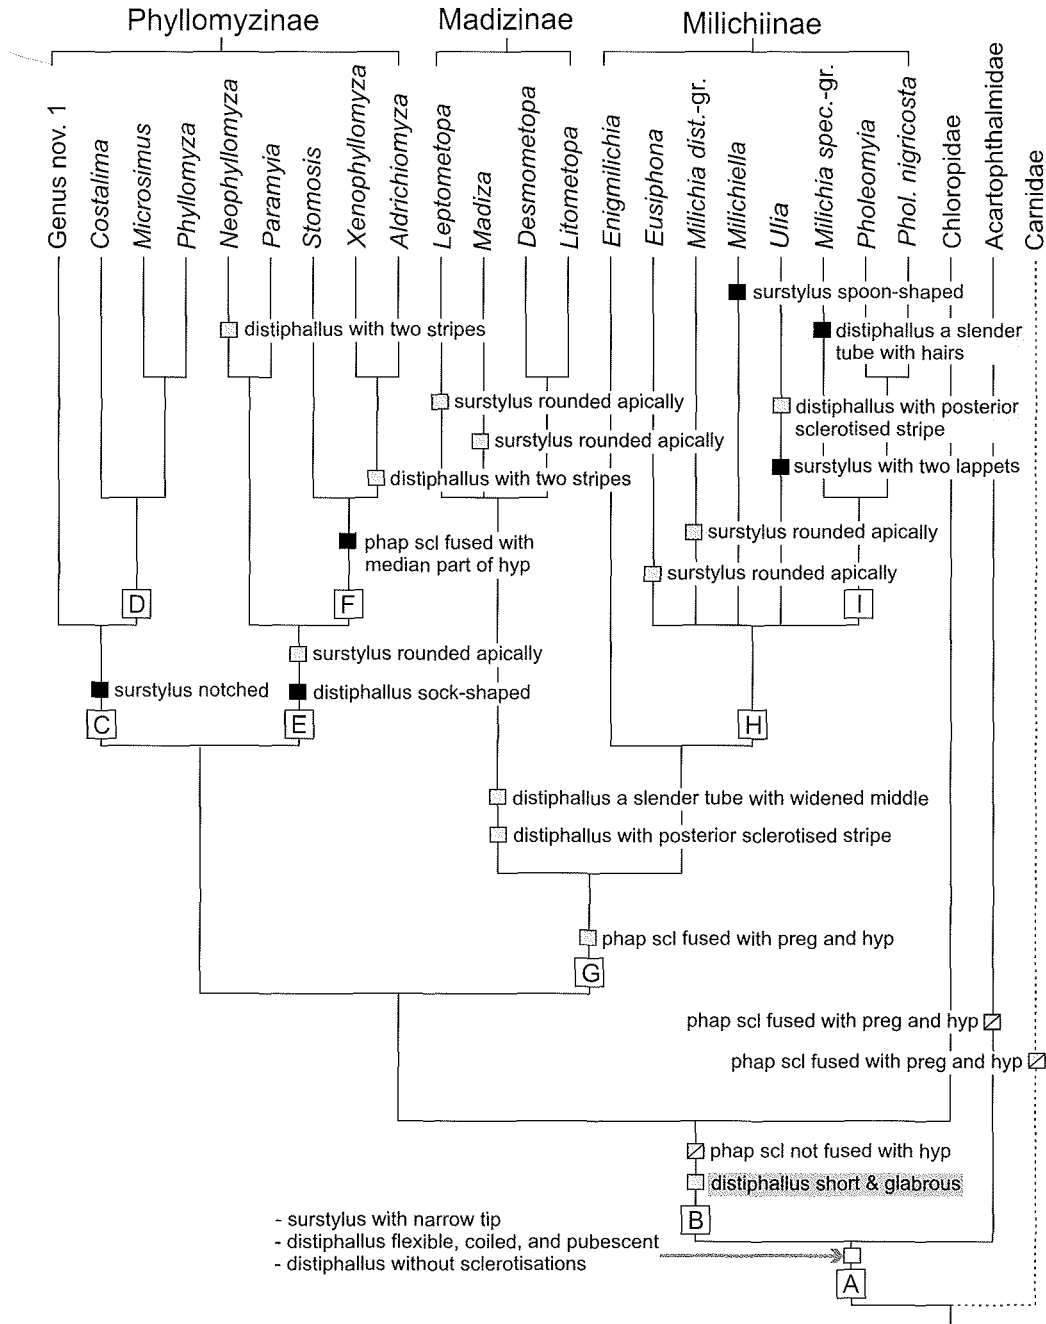 Phyllomyzinae Madizinae Milichiinae
Genus nov. 1
Costalima
Microsimus
Phyllomyza
Neophyllomyza
Paramyia
Stomosis
Xenophyllomyza
Aldrichiomyza
Leptometopa
Madiza
Desmometopa
Litometopa
Enigmilichia
Eusiphona
Milichia dist.-gr.
Milichiella
Ulia
Milichia spec.-gr.
Pholeomyia
Phol. nigricosta
Chloropidae
Acartophthalmidae
Carnidae
surstylus spoon-shaped
distiphallus with two stripes
distiphallus a slender
tube with hairs
surstylus rounded apically
distiphallus with posterior
sclerotised stripe
surstylus rounded apically
surstylus with two lappets
distiphallus with two stripes
surstylus rounded apically
phap scl fused with
median part of hyp
surstylus rounded apically
D
F
I
surstylus rounded apically
surstylus notched
distiphallus sock-shaped
C
E
H
distiphallus a slender tube with widened middle
distiphallus with posterior sclerotised stripe
phap scl fused with preg and hyp
G
phap scl fused with preg and hyp
phap scl fused with preg and hyp
phap scl not fused with hyp
distiphallus short & glabrous
B
- surstylus with narrow tip
- distiphallus flexible, coiled, and pubescent
- distiphallus without sclerotisations
A